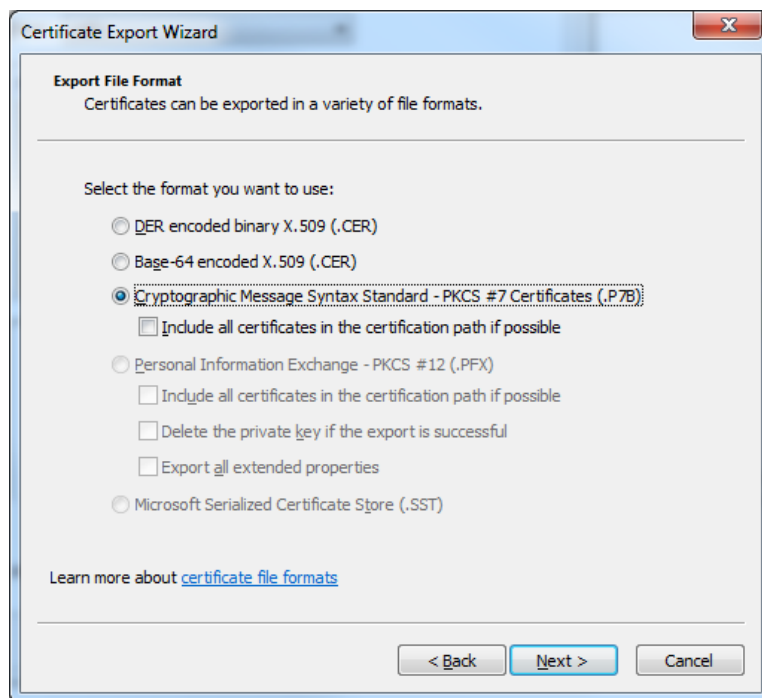 Certificate Export Wizard
Export File Format
Certificates can be exported in a variety of file formats.
Select the format you want to use:
DER encoded binary X.509 (.CER)
Base-64 encoded X.509 (.CER)
Cryptographic Message Syntax Standard - PKCS #7 Certificates (.P7B)
Include all certificates in the certification path if possible
Personal Information Exchange - PKCS #12 (.PFX)
Include all certificates in the certification path if possible
Delete the private key if the export is successful
Export all extended properties
Microsoft Serialized Certificate Store (.SST)
Learn more about certificate file formats
< Back Next > Cancel